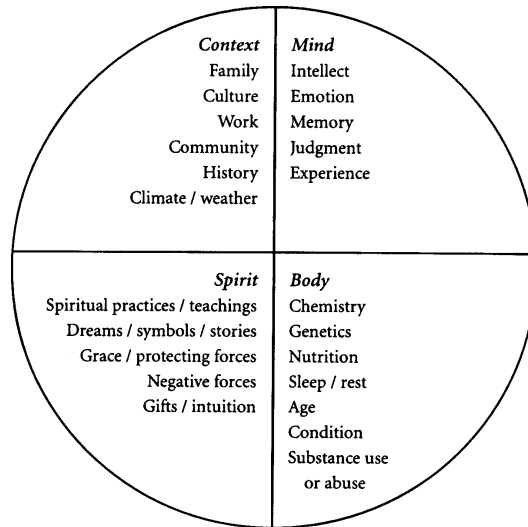 Context
Family
Culture
Work
Community
History
Climate / weather
Mind
Intellect
Emotion
Memory
Judgment
Experience
Spirit
Spiritual practices / teachings
Dreams / symbols / stories
Grace / protecting forces
Negative forces
Gifts / intuition
Body
Chemistry
Genetics
Nutrition
Sleep / rest
Age
Condition
Substance use
or abuse